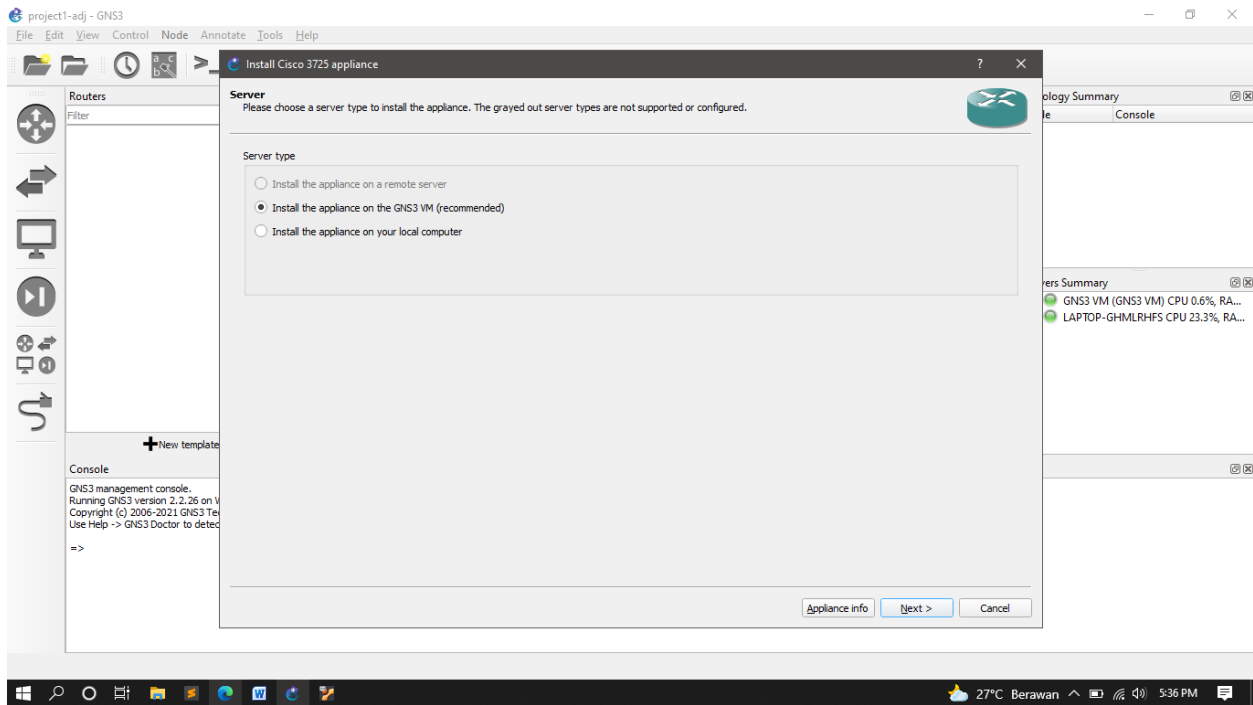 project1-adj - GNS3
File Edit View Control Node Annotate Tools Help
Install Cisco 3725 appliance
Server
Please choose a server type to install the appliance. The grayed out server types are not supported or configured.
Server type
Install the appliance on a remote server
Install the appliance on the GNS3 VM (recommended)
Install the appliance on your local computer
Appliance info Next > Cancel
Routers
Filter
New template
Console
GNS3 management console.
Running GNS3 version 2.2.26 on W
Copyright (c) 2006-2021 GNS3 Te
Use Help -> GNS3 Doctor to detec
=>
ology Summary
le Console
ers Summary
GNS3 VM (GNS3 VM) CPU 0.6%, RA...
LAPTOP-GHMLRHFS CPU 23.3%, RA...
27°C Berawan 5:36 PM